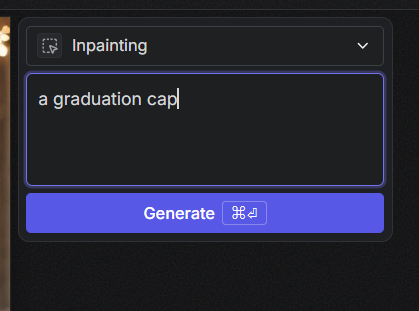 Inpainting
a graduation cap
Generate ⌘⏎